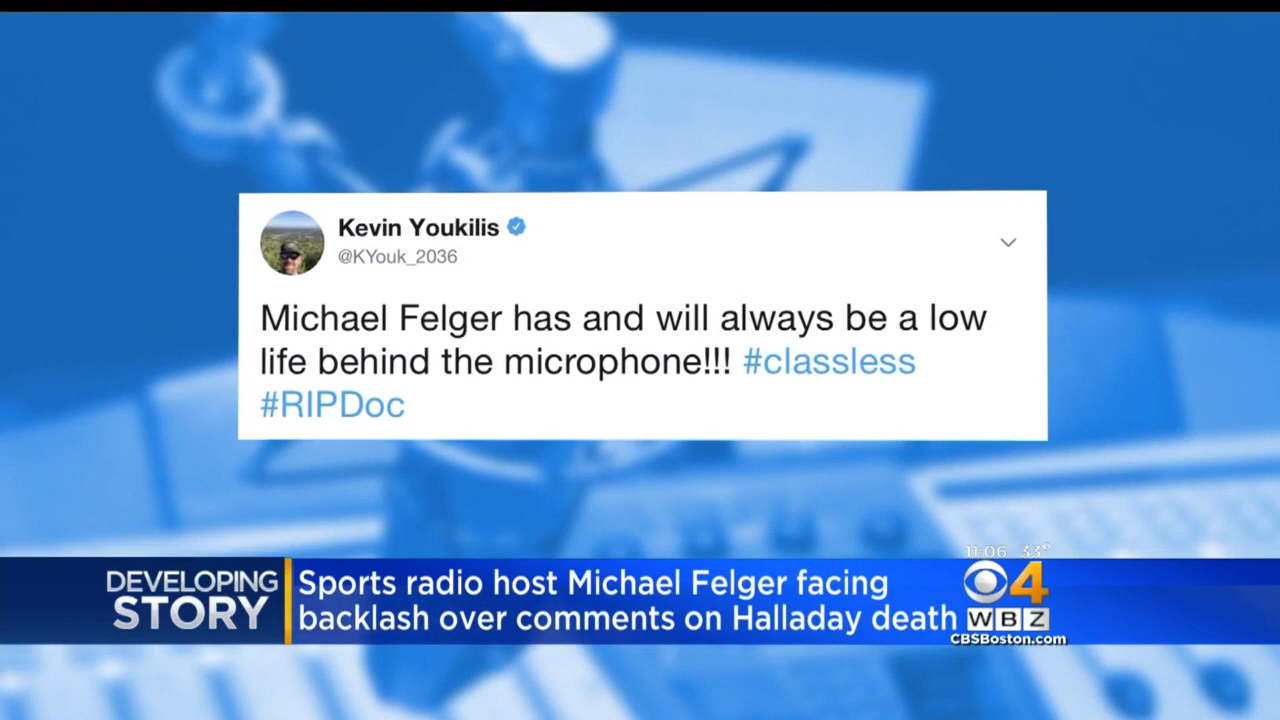 Kevin Youkilis
@KYouk_2036
Michael Felger has and will always be a low
life behind the microphone!!! #classless
#RIPDoc
DEVELOPING
STORY
Sports radio host Michael Felger facing
backlash over comments on Halladay death
11:06 33°
4
WBZ
CBSBoston.com